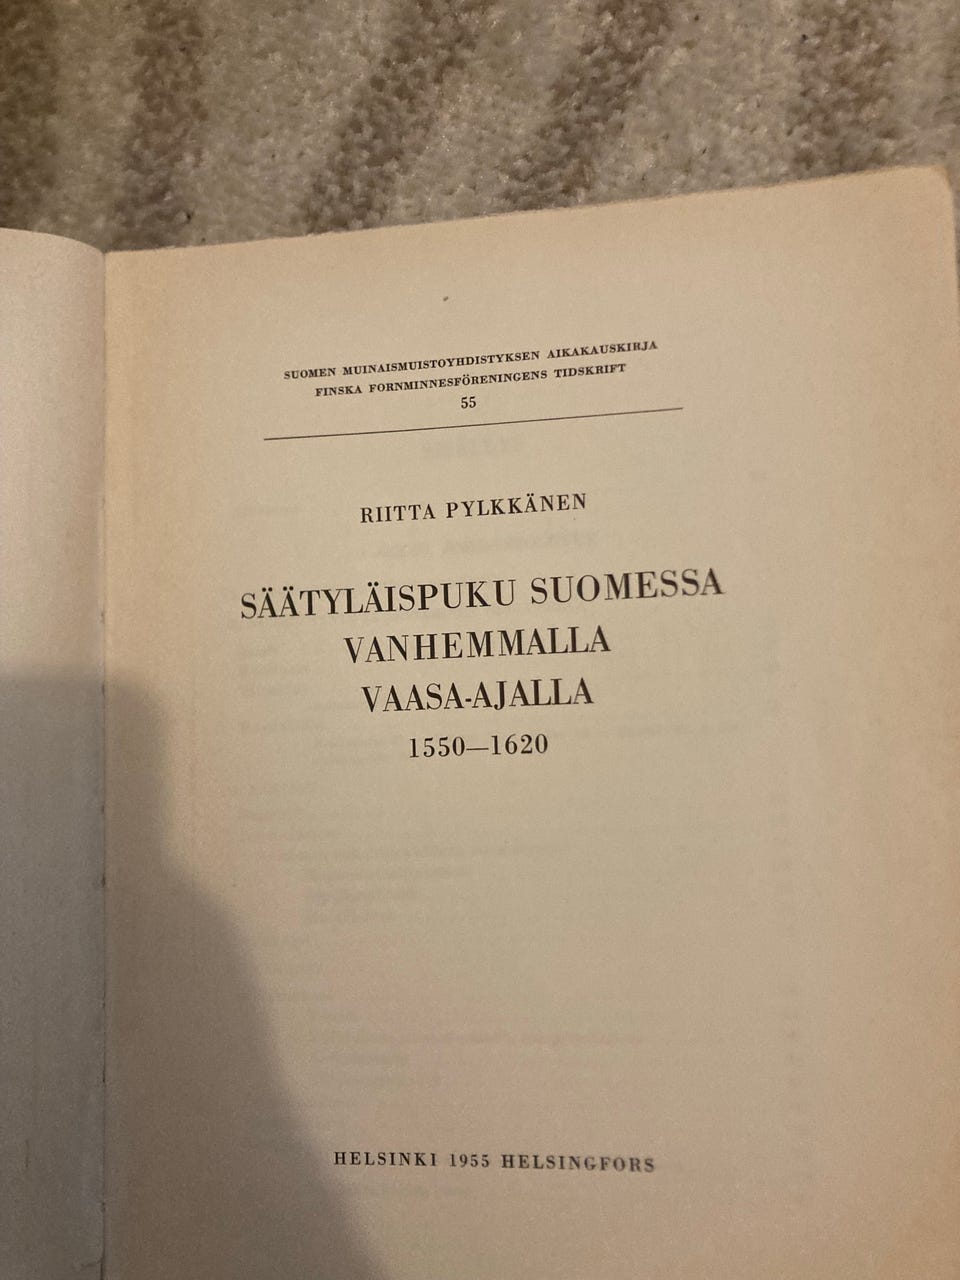 SUOMEN MUINAISMUISTOYHDISTYKSEN AIKAKAUSKIRJA
FINSKA FORNMINNESFÖRENINGENS TIDSKRIFT
55
RIITTA PYLKKÄNEN
SÄÄTYLÄISPUKU SUOMESSA
VANHEMMALLA
VAASA-AJALLA
1550—1620
HELSINKI 1955 HELSINGFORS